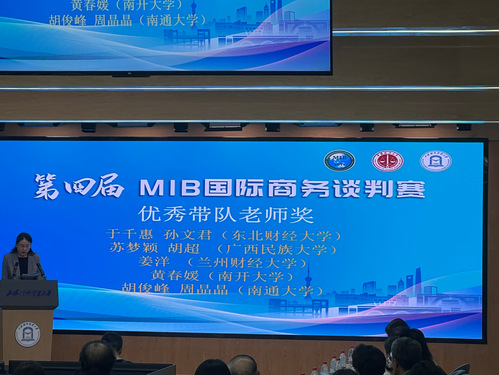 黄春媛(南开大学)
胡俊峰 周晶晶(南通大学)
第四届 MIB国际商务谈判赛
优秀带队老师奖
于千惠 孙文君(东北财经大学)
苏梦颖 胡超 (广西民族大学)
姜洋 (兰州财经大学)
黄春媛(南开大学)
胡俊峰 周晶晶(南通大学)